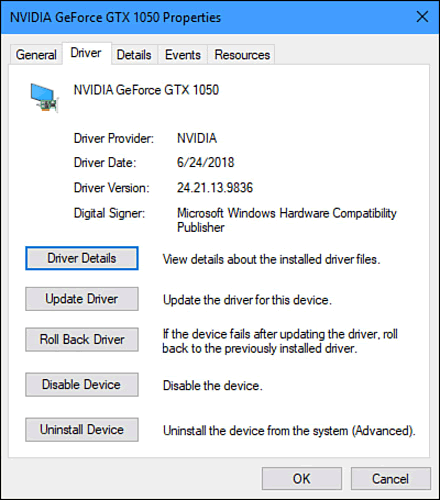 NVIDIA GeForce GTX 1050 Properties
General Driver Details Events Resources
NVIDIA GeForce GTX 1050
Driver Provider: NVIDIA
Driver Date: 6/24/2018
Driver Version: 24.21.13.9836
Digital Signer: Microsoft Windows Hardware Compatibility
Publisher
Driver Details View details about the installed driver files.
Update Driver Update the driver for this device.
Roll Back Driver If the device fails after updating the driver, roll
back to the previously installed driver.
Disable Device Disable the device.
Uninstall Device Uninstall the device from the system (Advanced).
OK Cancel